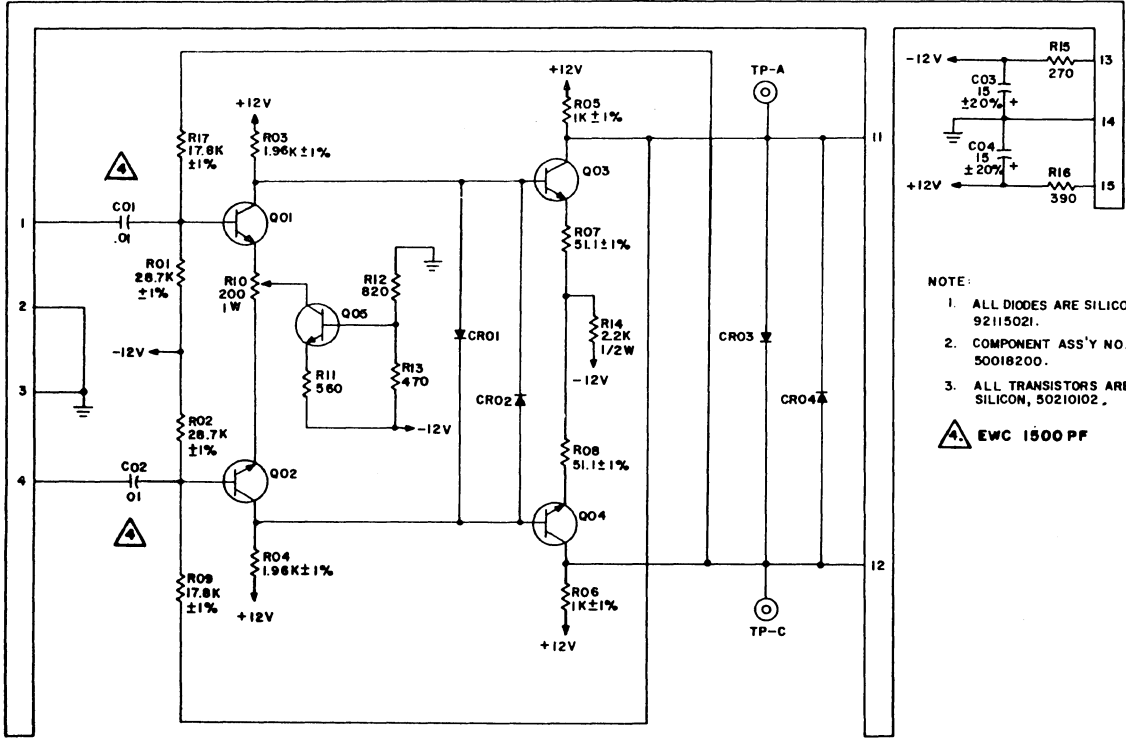 +12V
R17
17.8K
±1%
R03
1.96K±1%
4
C01
.01
1
Q01
R01
28.7K
±1%
R10
200
1W
R12
820
Q05
2
-12V
R11
560
R13
470
-12V
3
R02
28.7K
±1%
C02
01
4
4
Q02
R04
1.96K±1%
R09
17.8K
±1%
+12V
CR01
CR02
+12V
R05
1K±1%
Q03
R07
51.1±1%
R14
2.2K
1/2W
-12V
R08
51.1±1%
Q04
R06
1K±1%
+12V
TP-A
CR03
CR04
TP-C
11
12
-12V
R15
270
13
C03
15
±20%
+
14
C04
15
±20%
+
+12V
R16
390
15
NOTE:
1. ALL DIODES ARE SILICO
92115021.
2. COMPONENT ASS'Y NO.
50018200.
3. ALL TRANSISTORS ARE
SILICON, 50210102.
4. EWC 1500 PF